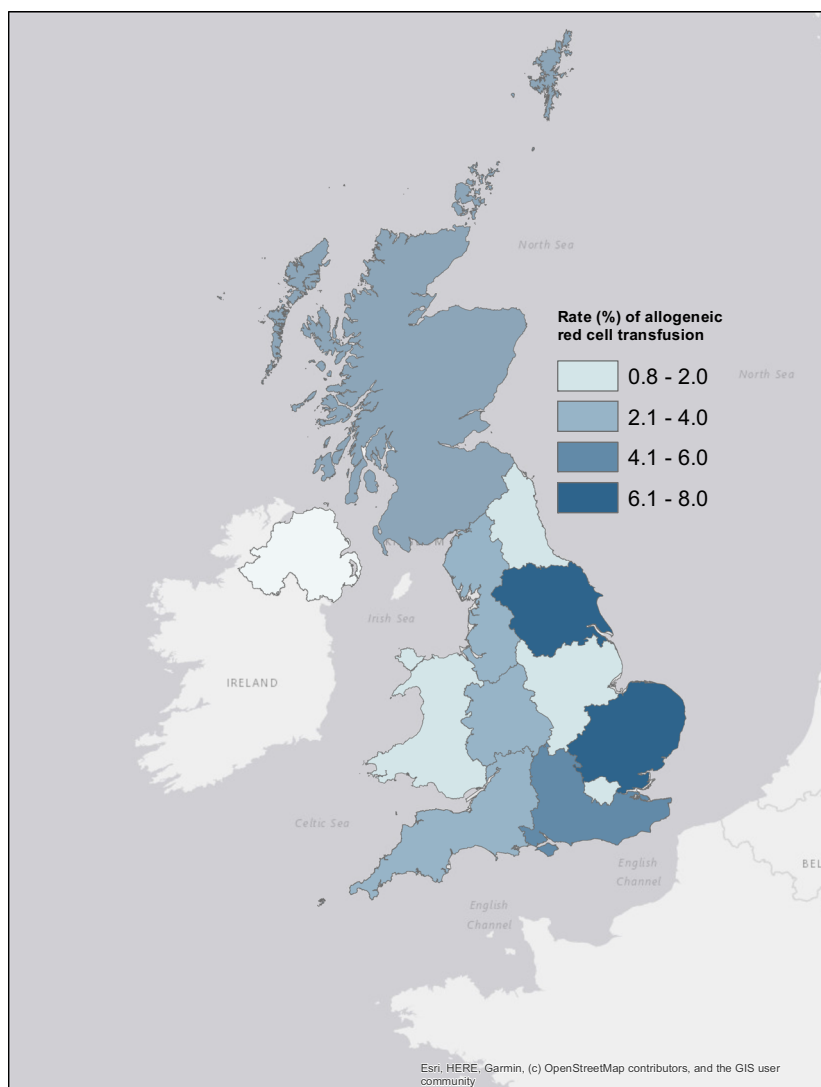 North Sea
Rate (%) of allogeneic
red cell transfusion
North Sea
0.8 - 2.0
2.1 - 4.0
4.1 - 6.0
6.1 - 8.0
Irish Sea
IRELAND
Celtic Sea
English
Channel
BEL
English
Channel
Esri, HERE, Garmin, (c) OpenStreetMap contributors, and the GIS user
community